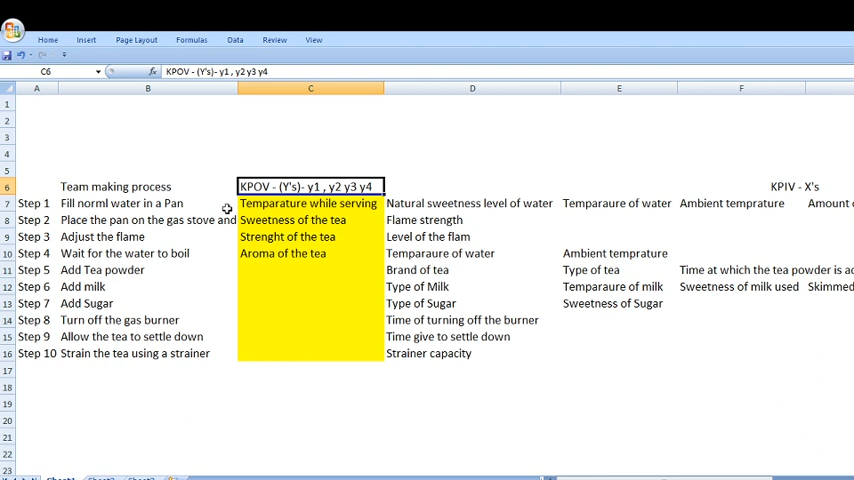 Home Insert Page Layout Formulas Data Review View
C6 fx KPOV - (Y's)- y1 , y2 y3 y4
A B C D E F
1
2
3
4
5
6 Team making process KPOV - (Y's)- y1 , y2 y3 y4 KPIV - X's
7 Step 1 Fill norml water in a Pan Temparature while serving Natural sweetness level of water Temparaure of water Ambient temprature Amount o
8 Step 2 Place the pan on the gas stove and Sweetness of the tea Flame strength
9 Step 3 Adjust the flame Strenght of the tea Level of the flam
10 Step 4 Wait for the water to boil Aroma of the tea Temparaure of water Ambient temprature
11 Step 5 Add Tea powder Brand of tea Type of tea Time at which the tea powder is ad
12 Step 6 Add milk Type of Milk Temparaure of milk Sweetness of milk used Skimmed
13 Step 7 Add Sugar Type of Sugar Sweetness of Sugar
14 Step 8 Turn off the gas burner Time of turning off the burner
15 Step 9 Allow the tea to settle down Time give to settle down
16 Step 10 Strain the tea using a strainer Strainer capacity
17
18
19
20
21
22
23
Sheet1 Sheet2 Sheet3